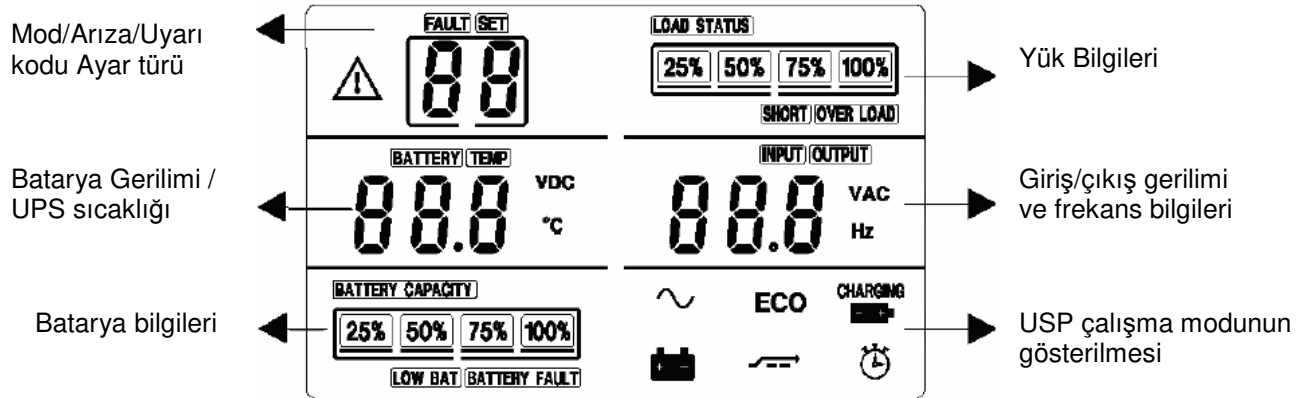 Mod/Arıza/Uyarı
kodu Ayar türü
FAULT SET
88
LOAD STATUS
25% 50% 75% 100%
SHORT OVER LOAD
Yük Bilgileri
Batarya Gerilimi /
UPS sıcaklığı
BATTERY TEMP
88.8
VDC
°C
INPUT OUTPUT
88.8
VAC
Hz
Giriş/çıkış gerilimi
ve frekans bilgileri
Batarya bilgileri
BATTERY CAPACITY
25% 50% 75% 100%
LOW BAT BATTERY FAULT
ECO
CHARGING
USP çalışma modunun
gösterilmesi